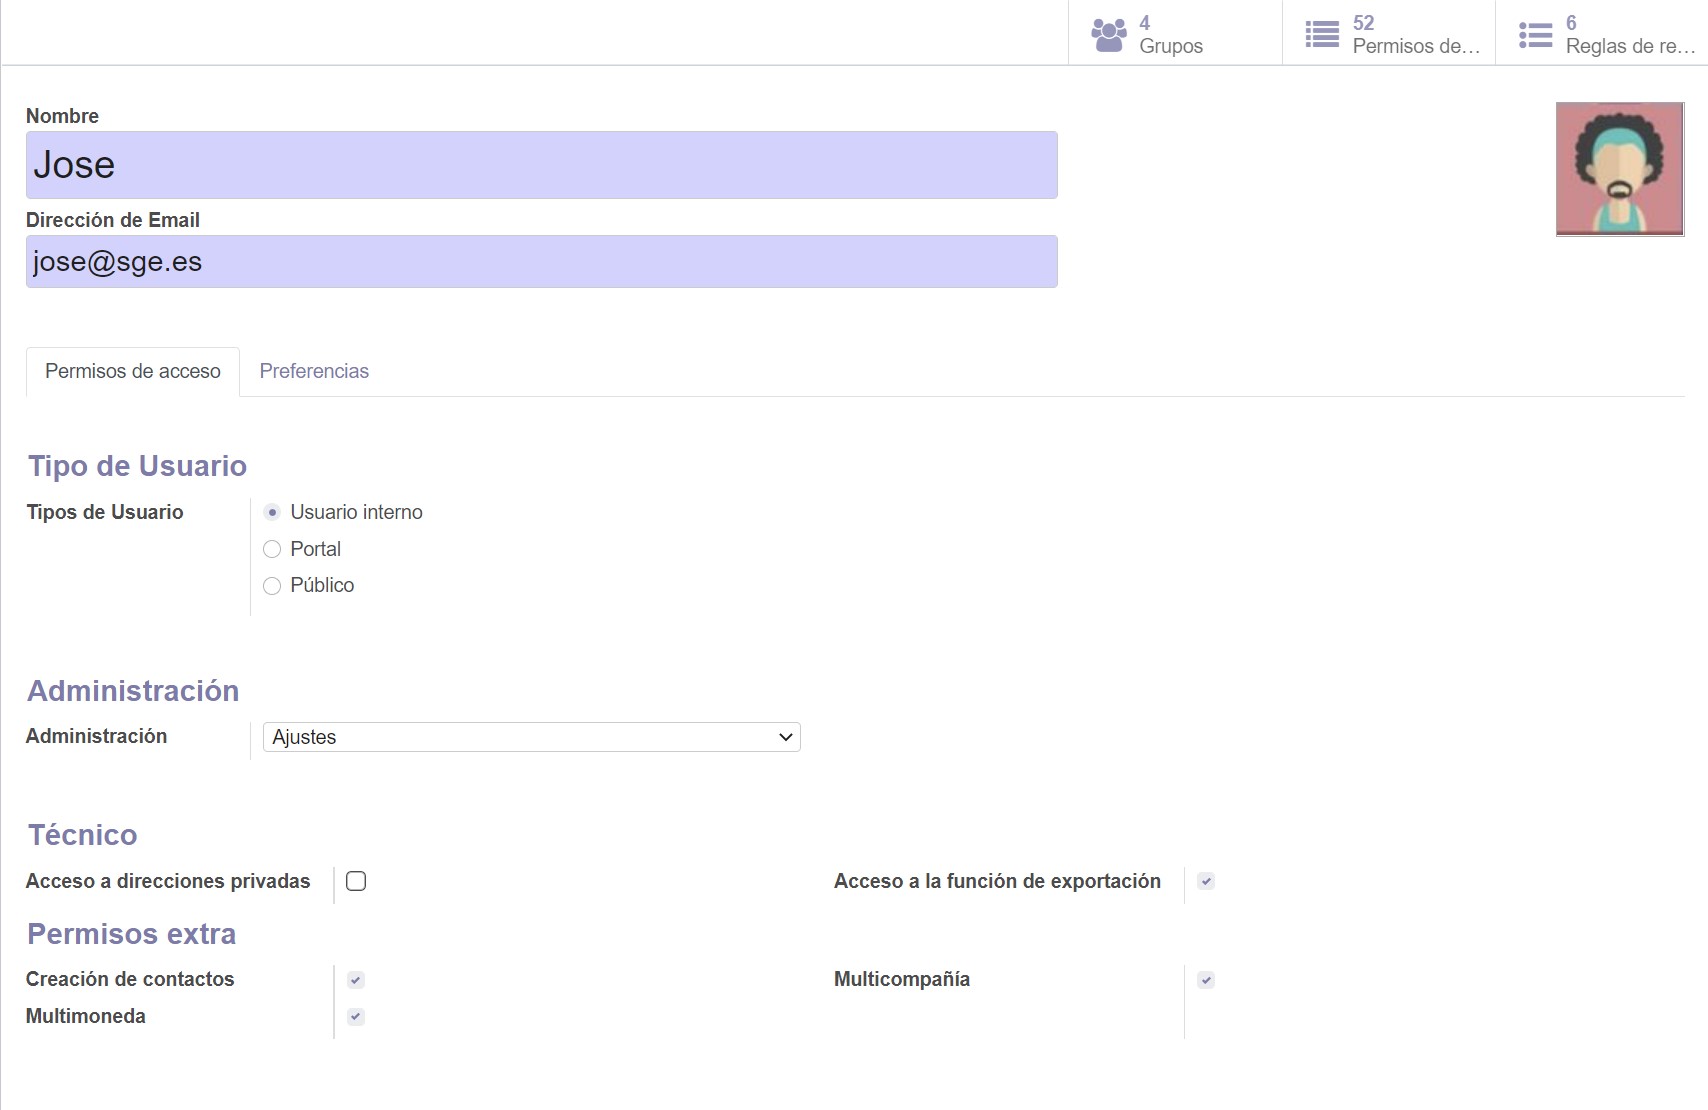 4
Grupos
52
Permisos de...
6
Reglas de re...
Nombre
Jose
Dirección de Email
jose@sge.es
Permisos de acceso
Preferencias
Tipo de Usuario
Tipos de Usuario
Usuario interno
Portal
Público
Administración
Administración
Ajustes
Técnico
Acceso a direcciones privadas
Acceso a la función de exportación
Permisos extra
Creación de contactos
Multicompañía
Multimoneda